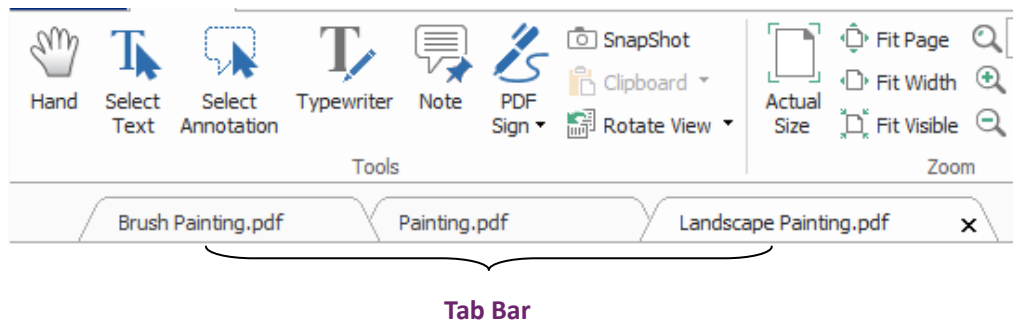 Hand
Select
Text
Select
Annotation
Typewriter
Note
PDF
Sign
SnapShot
Clipboard
Rotate View
Actual
Size
Fit Page
Fit Width
Fit Visible
Tools
Zoom
Brush Painting.pdf
Painting.pdf
Landscape Painting.pdf
Tab Bar